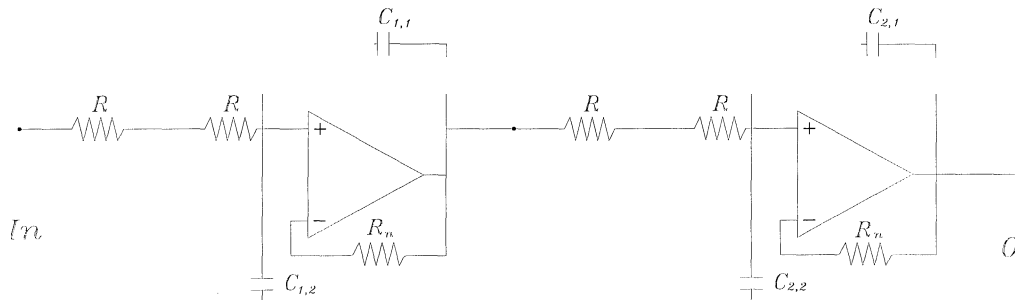 C1,1
C2,1
R
R
R
R
+
+
−
−
Rn
Rn
In
O
C1,2
C2,2